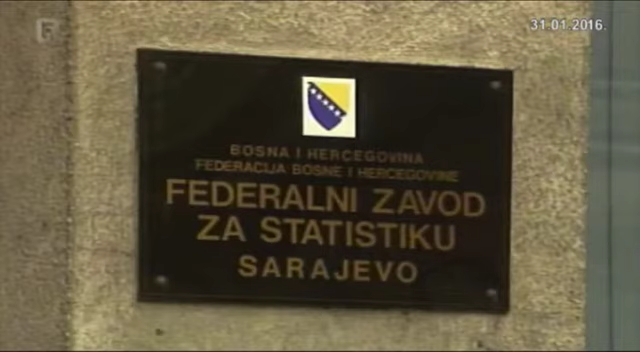 F
31.01.2016.
BOSNA I HERCEGOVINA
FEDERACIJA BOSNE I HERCEGOVINE
FEDERALNI ZAVOD
ZA STATISTIKU
SARAJEVO